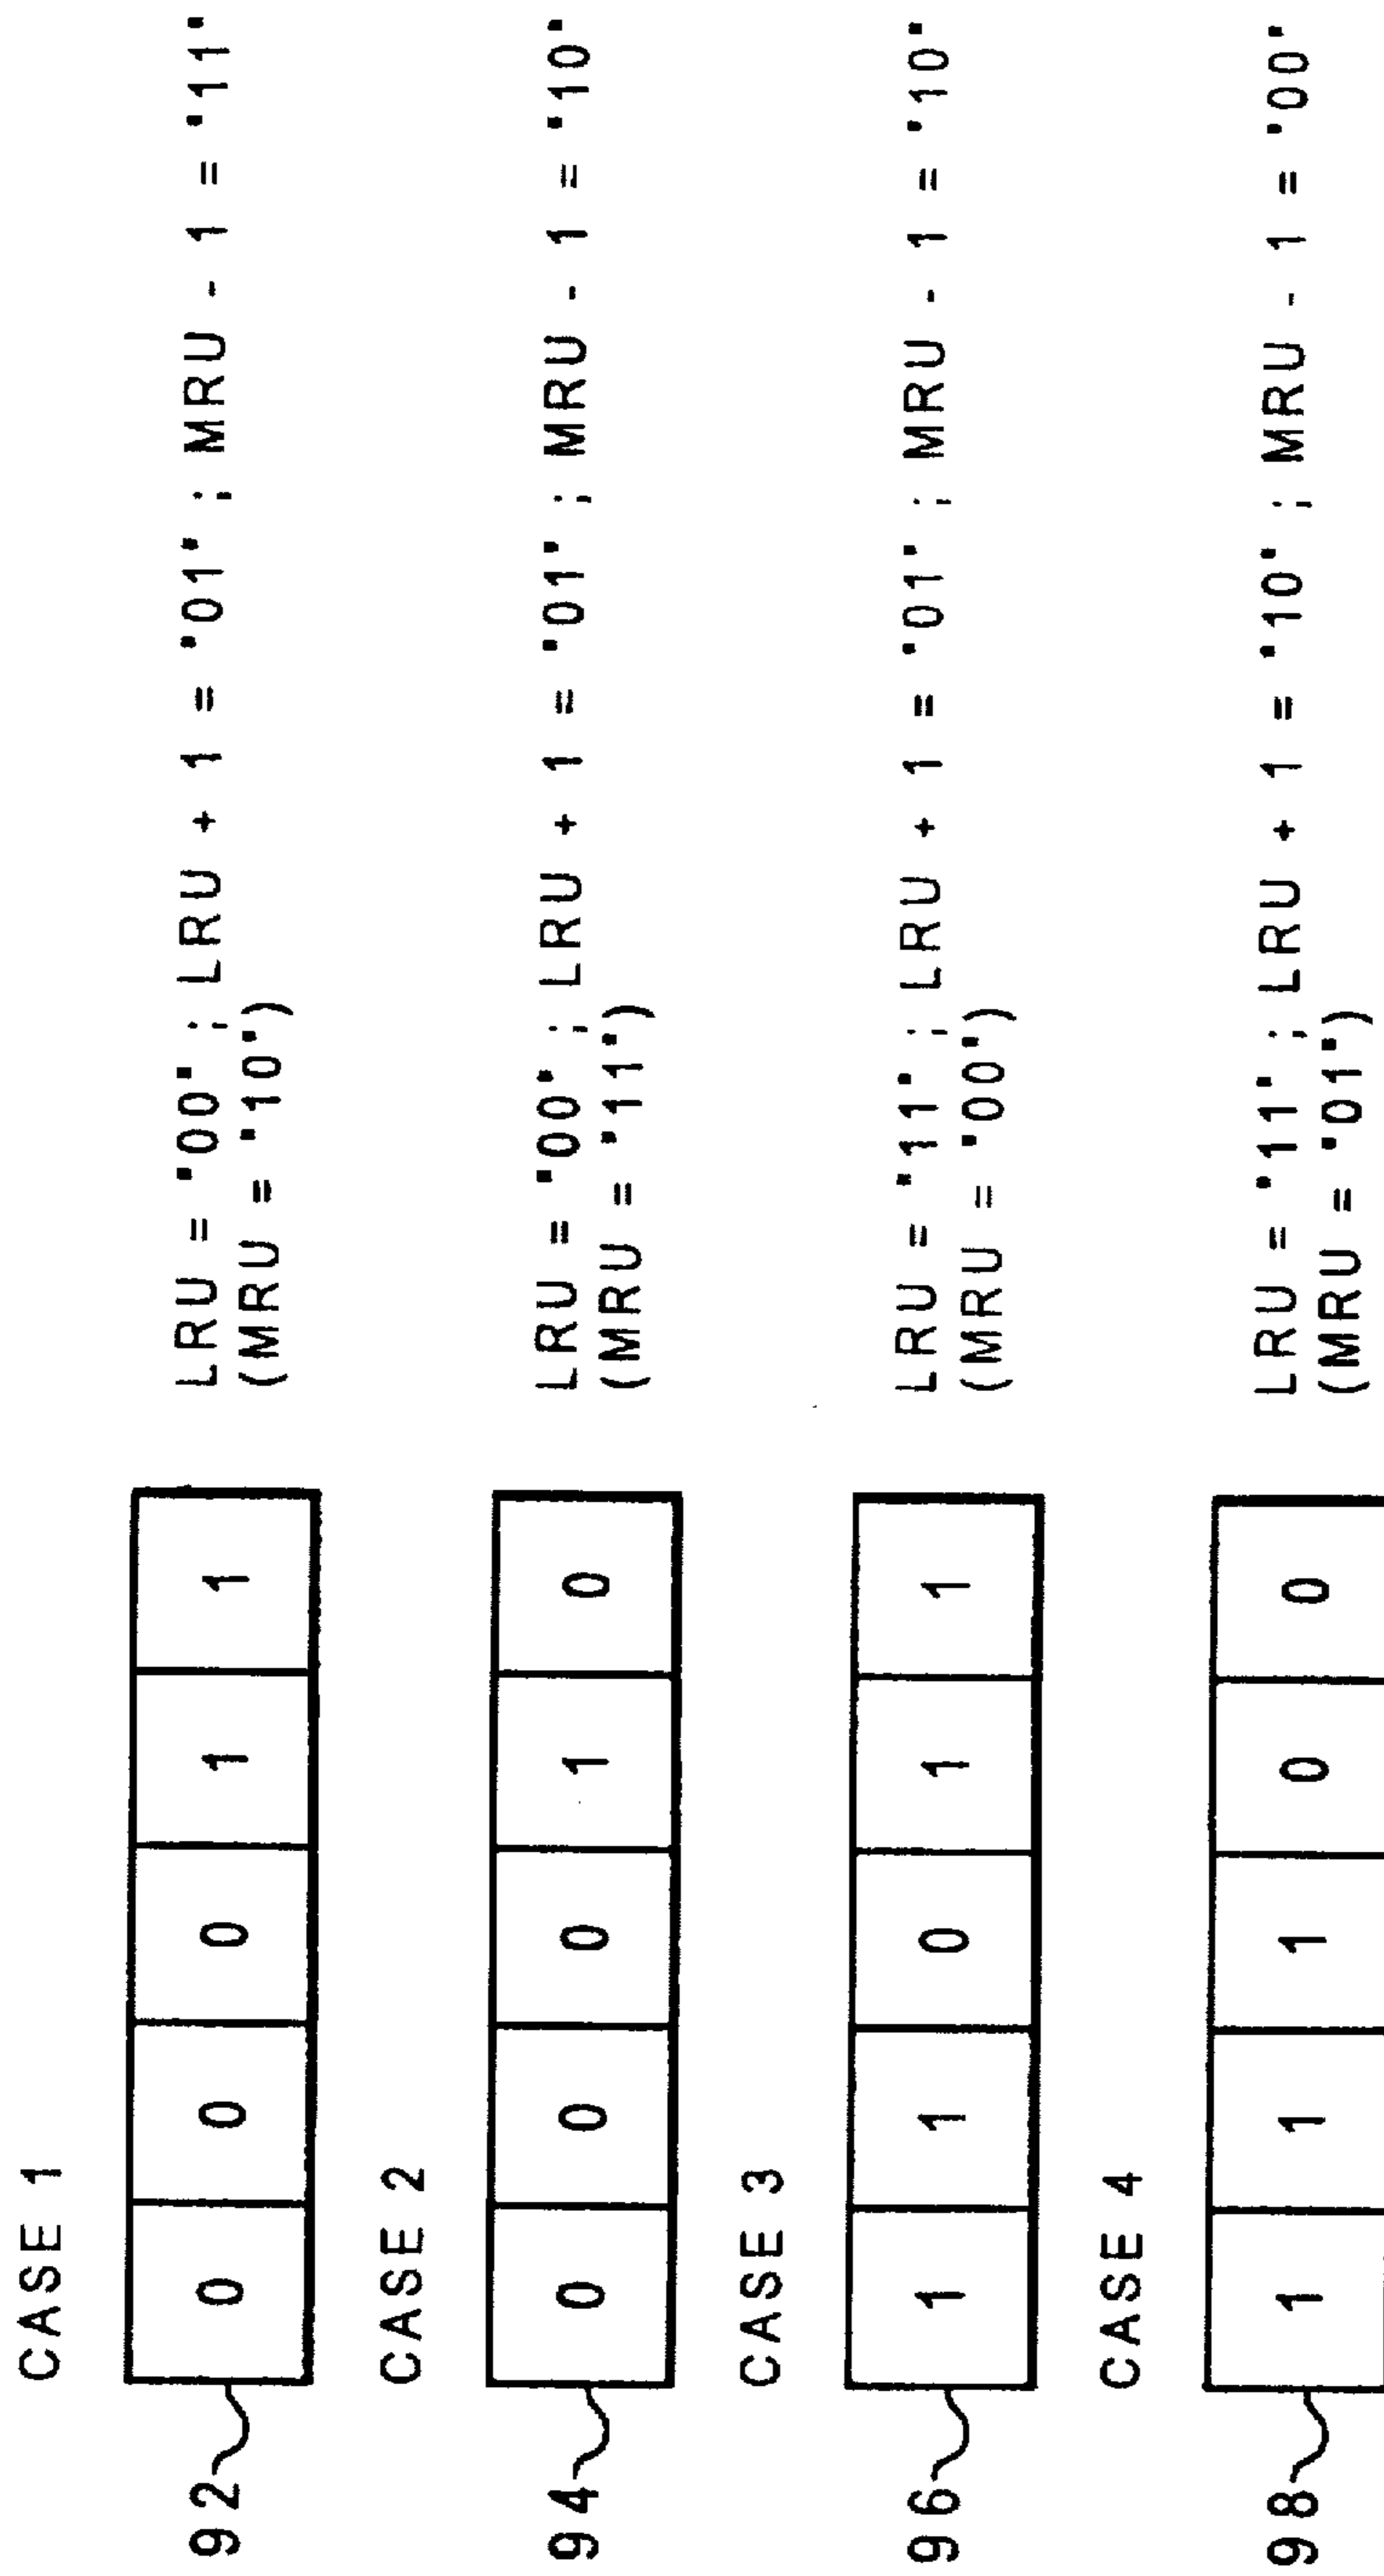 CASE 1
92 0 0 0 1 1 LRU = "00"; LRU + 1 = "01"; MRU - 1 = "11"
(MRU = "10")
CASE 2
94 0 0 0 1 0 LRU = "00"; LRU + 1 = "01"; MRU - 1 = "10"
(MRU = "11")
CASE 3
96 1 1 0 1 1 LRU = "11"; LRU + 1 = "01"; MRU - 1 = "10"
(MRU = "00")
CASE 4
98 1 1 1 0 0 LRU = "11"; LRU + 1 = "10"; MRU - 1 = "00"
(MRU = "01")